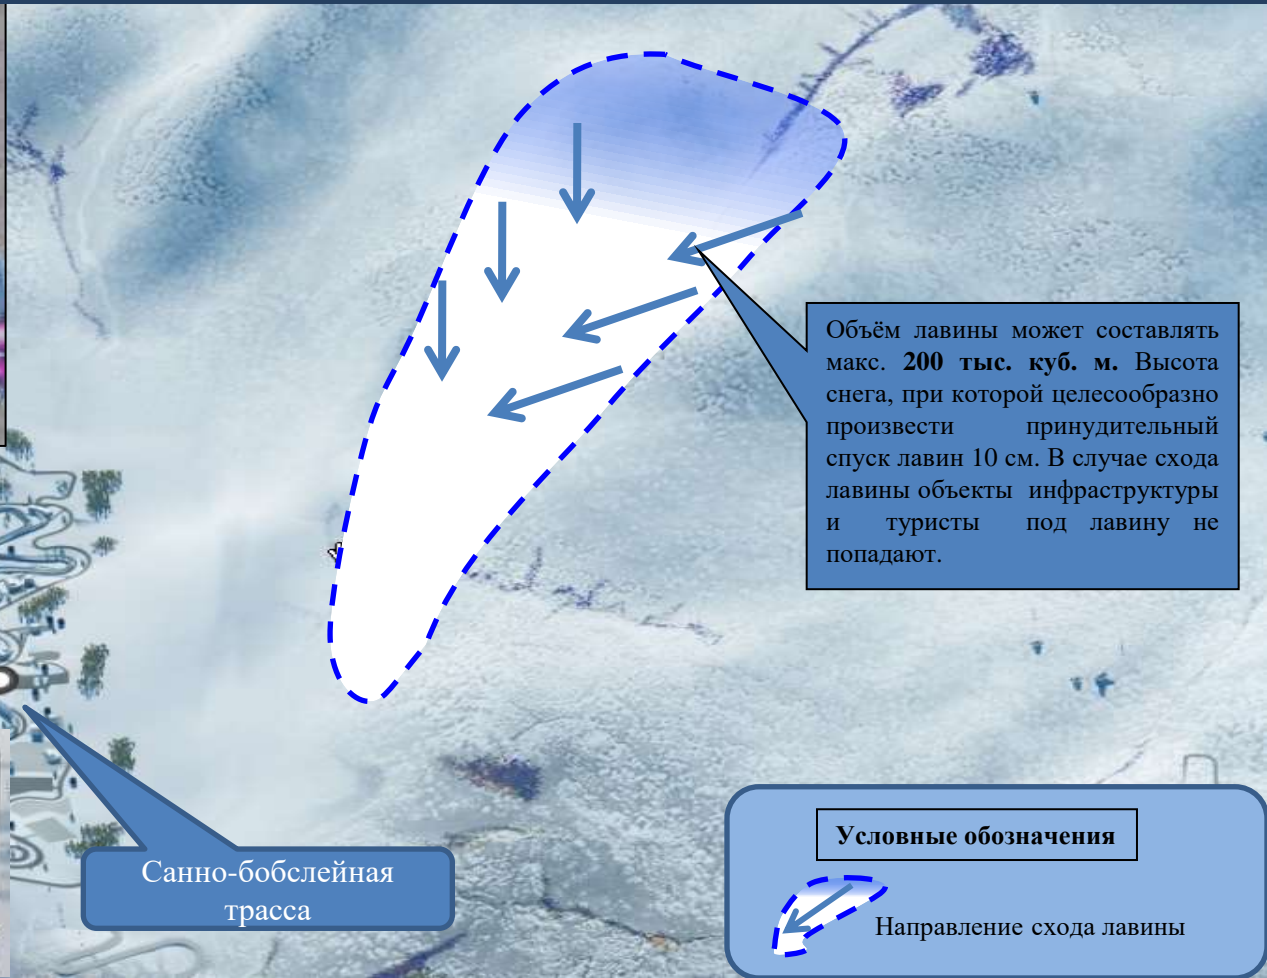 Объём лавины может составлять
макс. 200 тыс. куб. м. Высота
снега, при которой целесообразно
произвести принудительный
спуск лавин 10 см. В случае схода
лавины объекты инфраструктуры
и туристы под лавину не
попадают.
Санно-бобслейная
трасса
Условные обозначения
Направление схода лавины